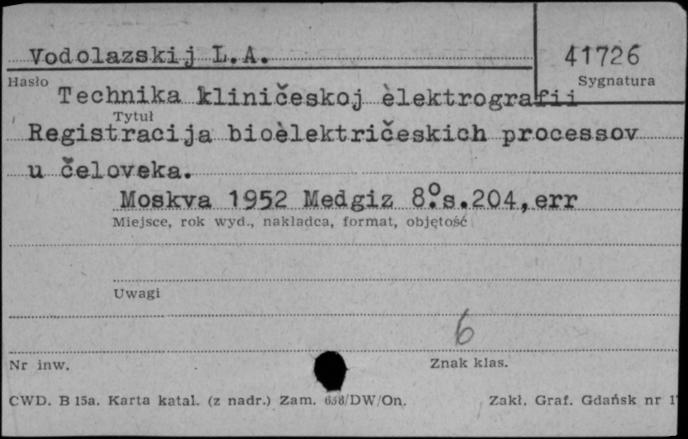 Vodolazskij L.A.
41726
Hasło
Sygnatura
Technika kliničeskoj èlektrografii
Tytuł
Registracija bioèlektričeskich processov
u čeloveka.
Moskva 1952 Medgiz 8°.s.204,err
Miejsce, rok wyd., nakładca, format, objętość
Uwagi
6
Nr inw.
Znak klas.
CWD. B 15a. Karta katal. (z nadr.) Zam. 638/DW/On.
Zakł. Graf. Gdańsk nr